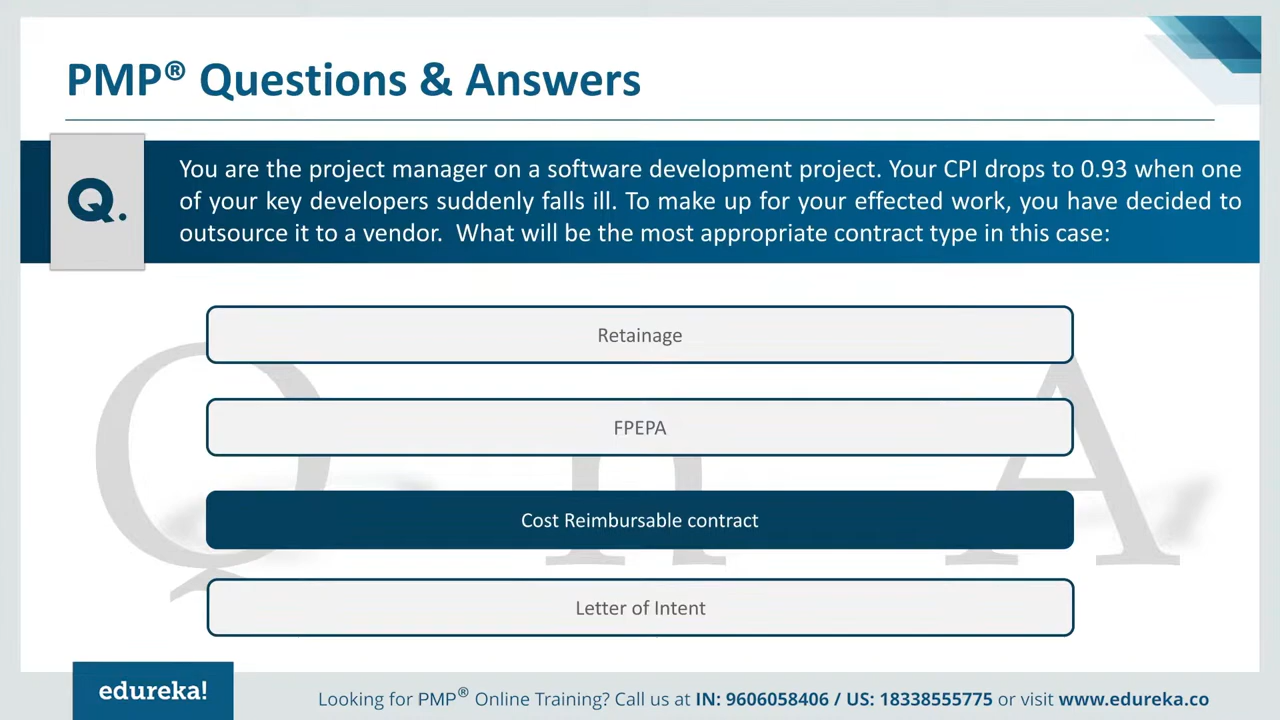 PMP® Questions & Answers
Q.
You are the project manager on a software development project. Your CPI drops to 0.93 when one
of your key developers suddenly falls ill. To make up for your effected work, you have decided to
outsource it to a vendor. What will be the most appropriate contract type in this case:
Retainage
FPEPA
Cost Reimbursable contract
Letter of Intent
Q n A
edureka!
Looking for PMP® Online Training? Call us at IN: 9606058406 / US: 18338555775 or visit www.edureka.co